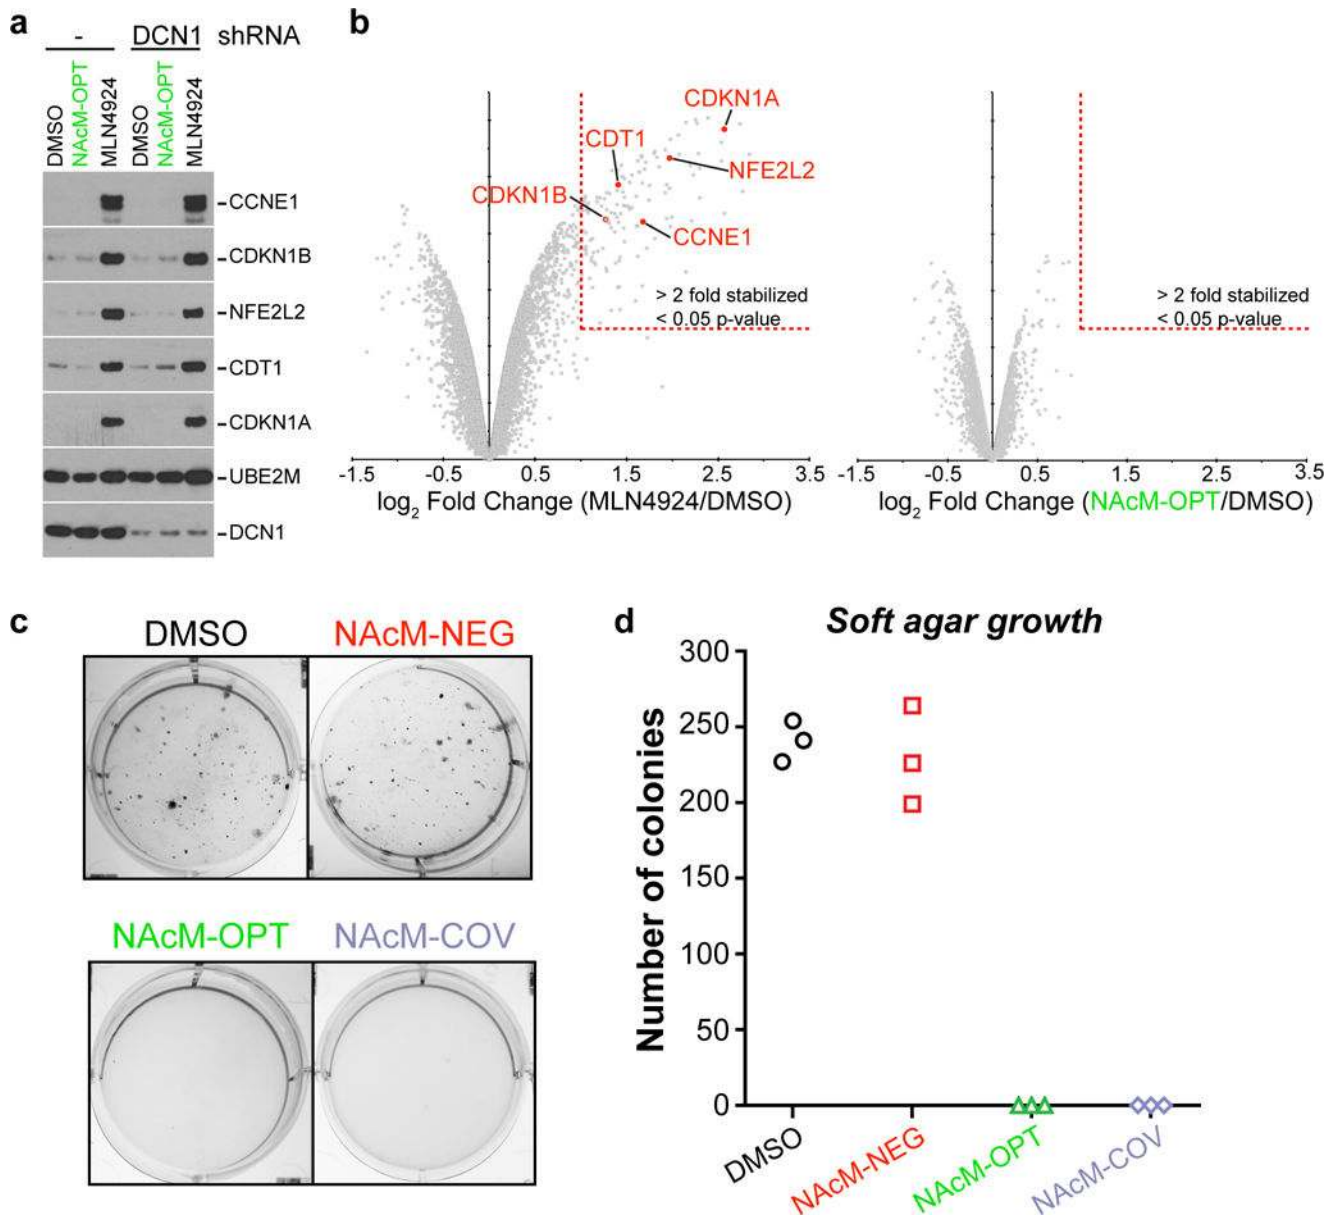 a
- DCN1 shRNA
DMSO
NAcM-OPT
MLN4924
DMSO
NAcM-OPT
MLN4924
-CCNE1
-CDKN1B
-NFE2L2
-CDT1
-CDKN1A
-UBE2M
-DCN1
b
CDKN1A
CDT1
NFE2L2
CDKN1B
CCNE1
> 2 fold stabilized
< 0.05 p-value
-1.5 -0.5 0.5 1.5 2.5 3.5
log₂ Fold Change (MLN4924/DMSO)
> 2 fold stabilized
< 0.05 p-value
-1.5 -0.5 0.5 1.5 2.5 3.5
log₂ Fold Change (NAcM-OPT/DMSO)
c
DMSO NAcM-NEG
NAcM-OPT NAcM-COV
d
Soft agar growth
Number of colonies
300
250
200
150
100
50
0
DMSO
NAcM-NEG
NAcM-OPT
NAcM-COV